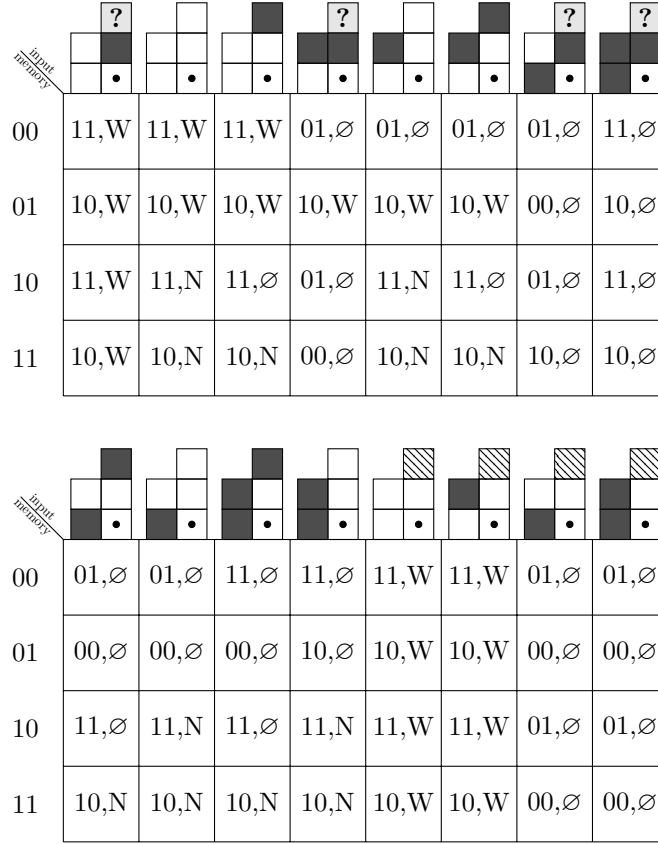 ? ? ? ?
input
memory
00 11,W 11,W 11,W 01,∅ 01,∅ 01,∅ 01,∅ 11,∅
01 10,W 10,W 10,W 10,W 10,W 10,W 00,∅ 10,∅
10 11,W 11,N 11,∅ 01,∅ 11,N 11,∅ 01,∅ 11,∅
11 10,W 10,N 10,N 00,∅ 10,N 10,N 10,∅ 10,∅
input
memory
00 01,∅ 01,∅ 11,∅ 11,∅ 11,W 11,W 01,∅ 01,∅
01 00,∅ 00,∅ 00,∅ 10,∅ 10,W 10,W 00,∅ 00,∅
10 11,∅ 11,N 11,∅ 11,N 11,W 11,W 01,∅ 01,∅
11 10,N 10,N 10,N 10,N 10,W 10,W 00,∅ 00,∅